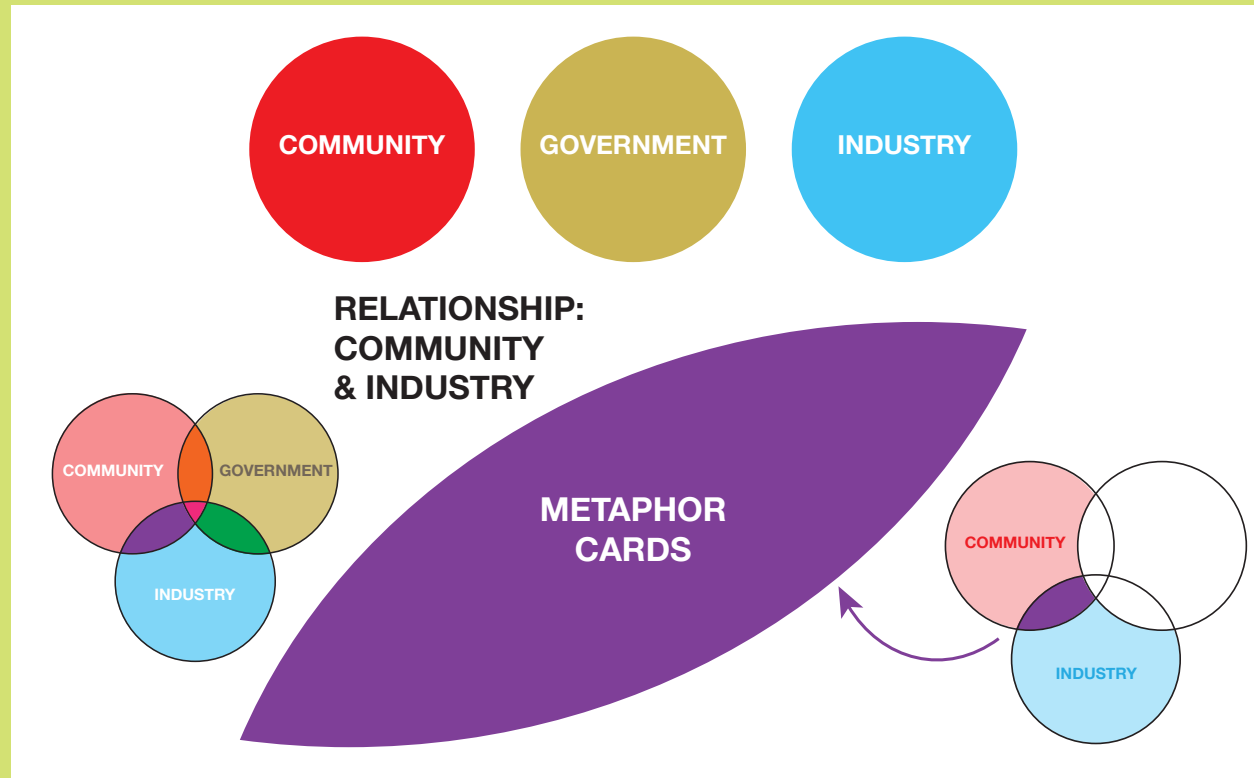 COMMUNITY
GOVERNMENT
INDUSTRY
RELATIONSHIP:
COMMUNITY
& INDUSTRY
COMMUNITY
GOVERNMENT
INDUSTRY
METAPHOR
CARDS
COMMUNITY
INDUSTRY